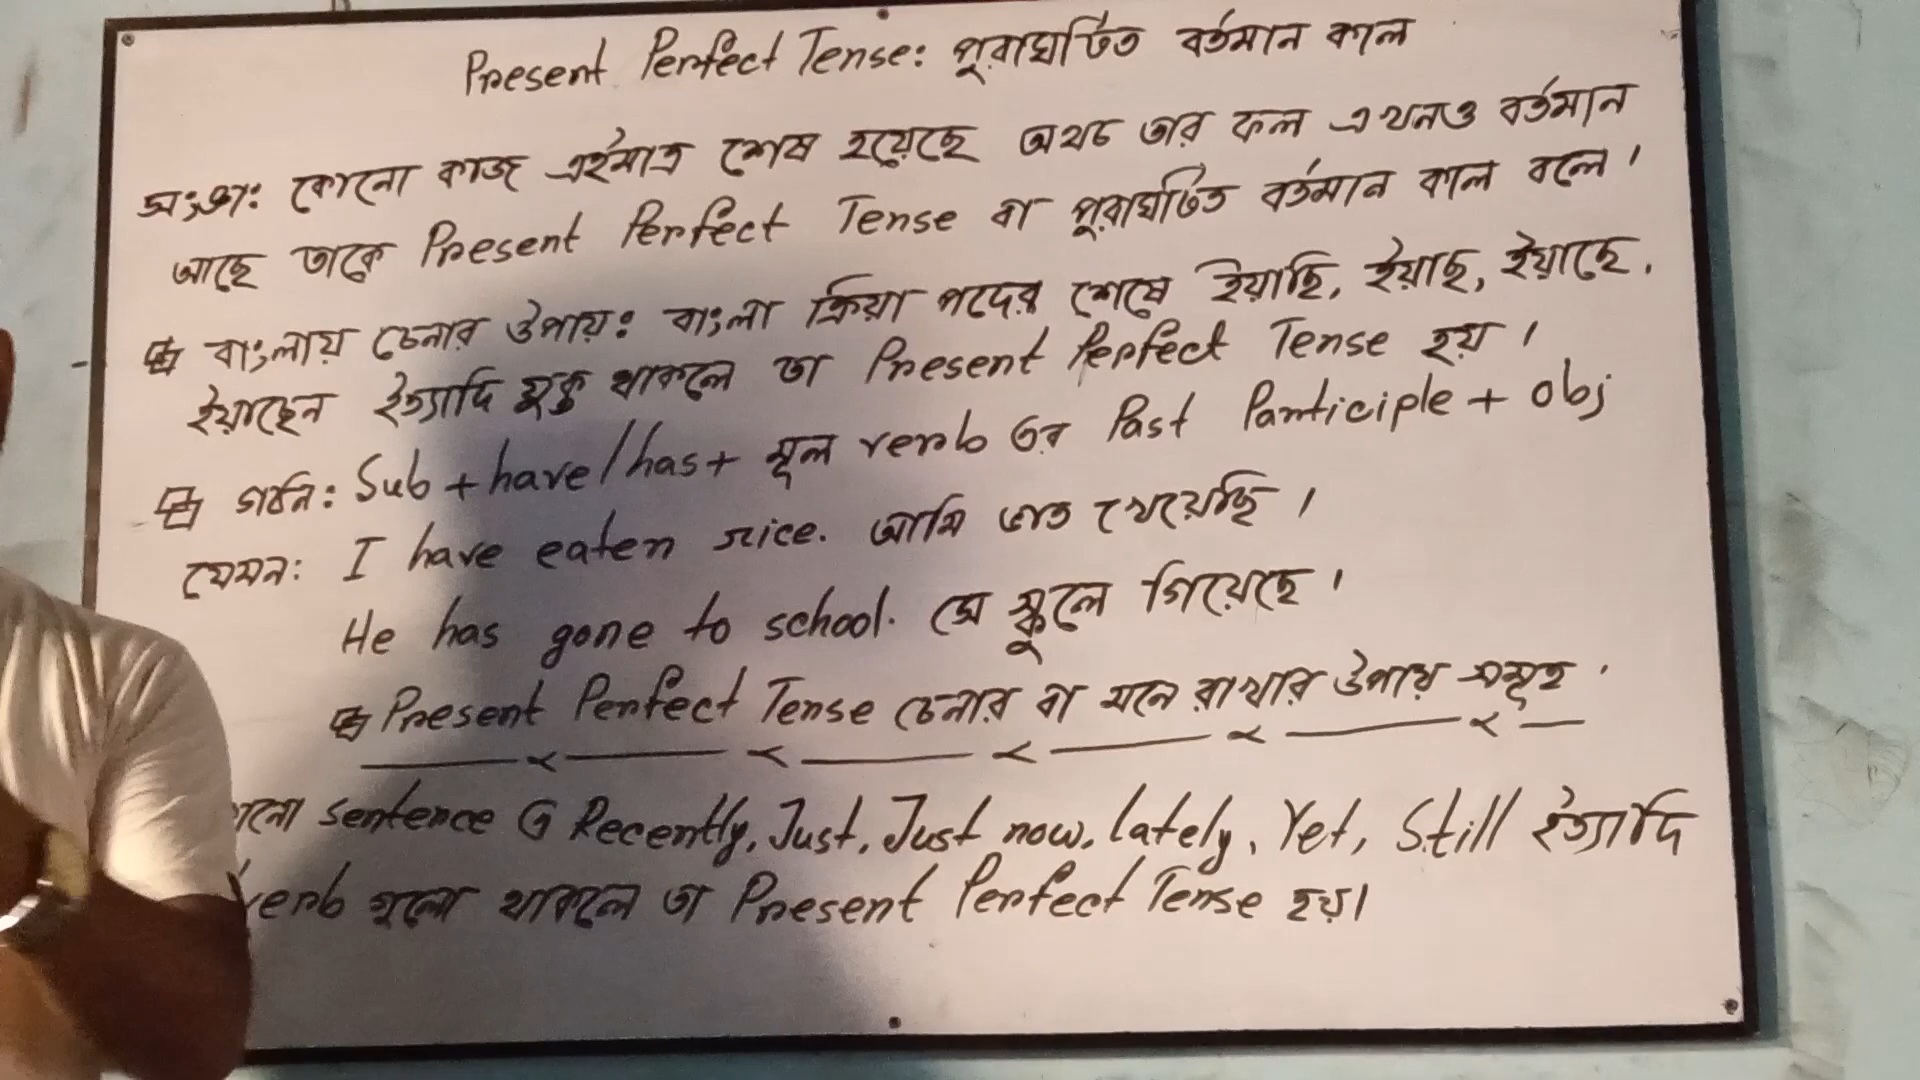 Present Perfect Tense: পুরাঘটিত বর্তমান কাল
সংজ্ঞা: কোনো কাজ এইমাত্র শেষ হয়েছে অথচ তার ফল এখনও বর্তমান
আছে তাকে Present Perfect Tense বা পুরাঘটিত বর্তমান কাল বলে।
বাংলায় চেনার উপায়: বাংলা ক্রিয়া পদের শেষে ইয়াছি, ইয়াছ, ইয়াছে,
ইয়াছেন ইত্যাদি যুক্ত থাকলে তা Present Perfect Tense হয়।
গঠন: Sub + have/has + মূল verb এর Past Participle + obj
যেমন: I have eaten rice. আমি ভাত খেয়েছি।
He has gone to school. সে স্কুলে গিয়েছে।
Present Perfect Tense চেনার বা মনে রাখার উপায় সমূহ.
sentence এ Recently, Just, Just now, lately, Yet, Still ইত্যাদি
verb গুলো থাকলে তা Present Perfect Tense হয়।